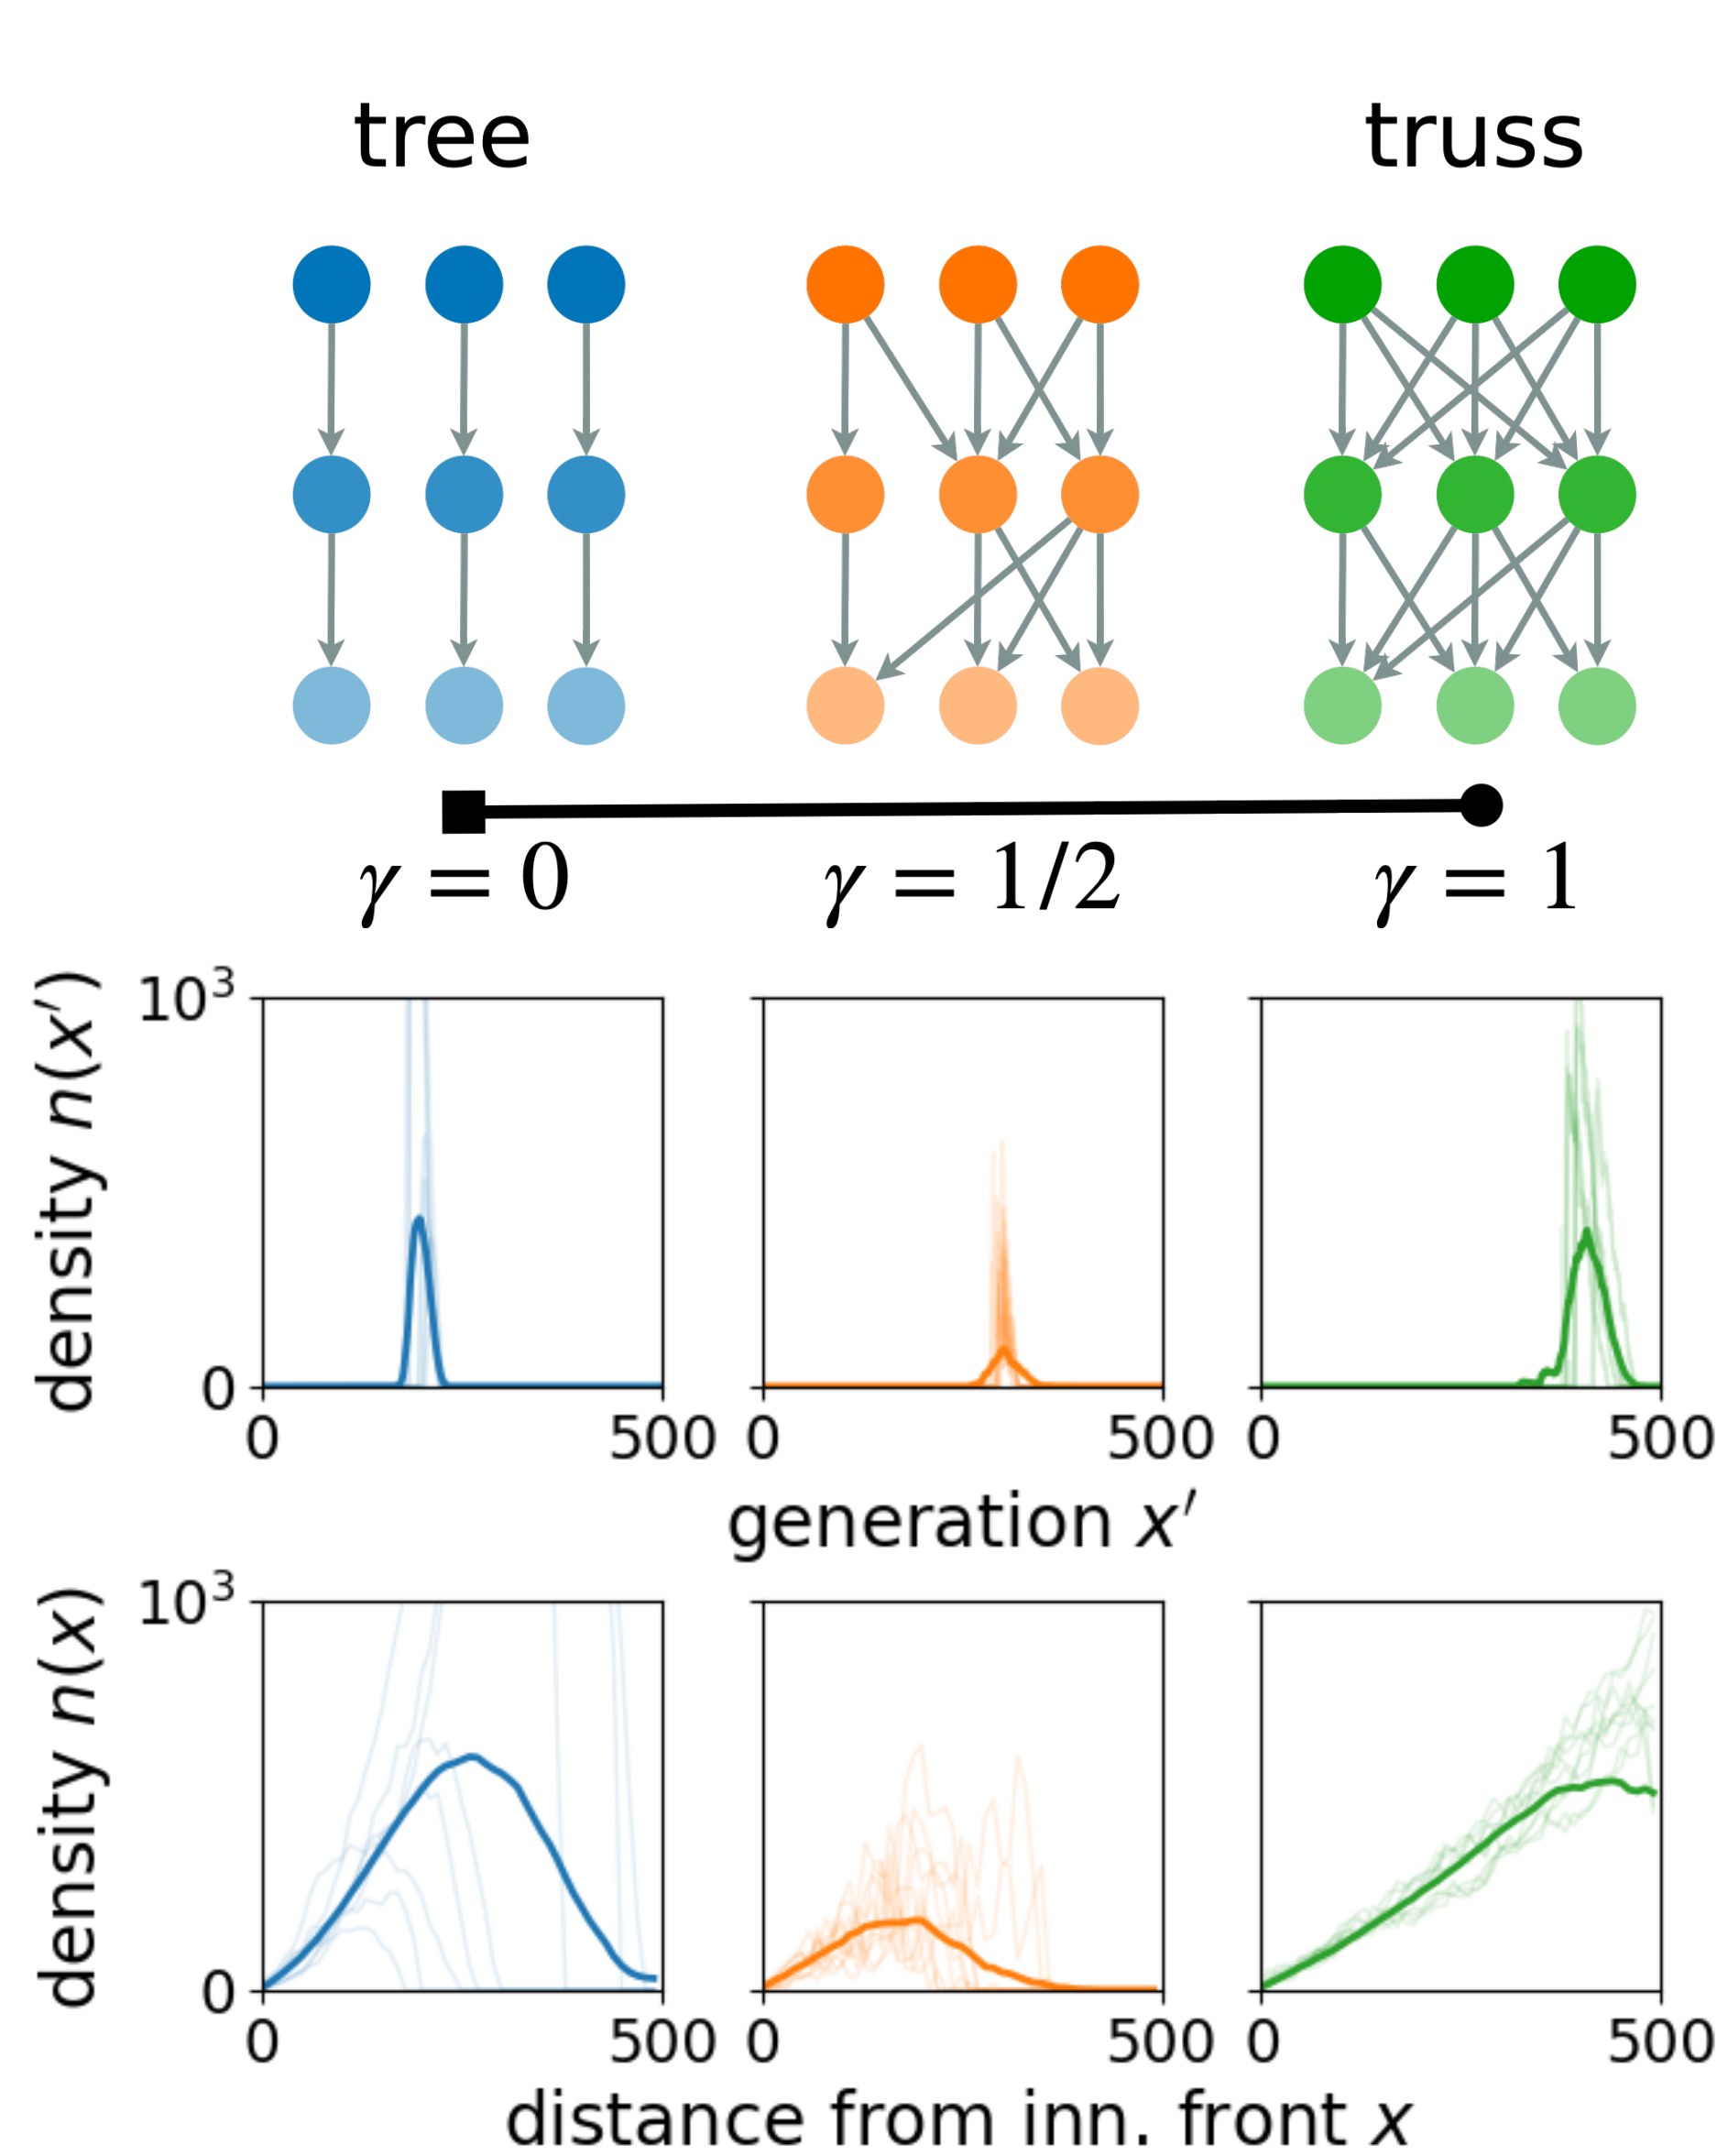 tree truss
γ = 0 γ = 1/2 γ = 1
density n(x′)
10³
0
0 500 0 500 0 500
generation x′
density n(x)
10³
0
0 500 0 500 0 500
distance from inn. front x